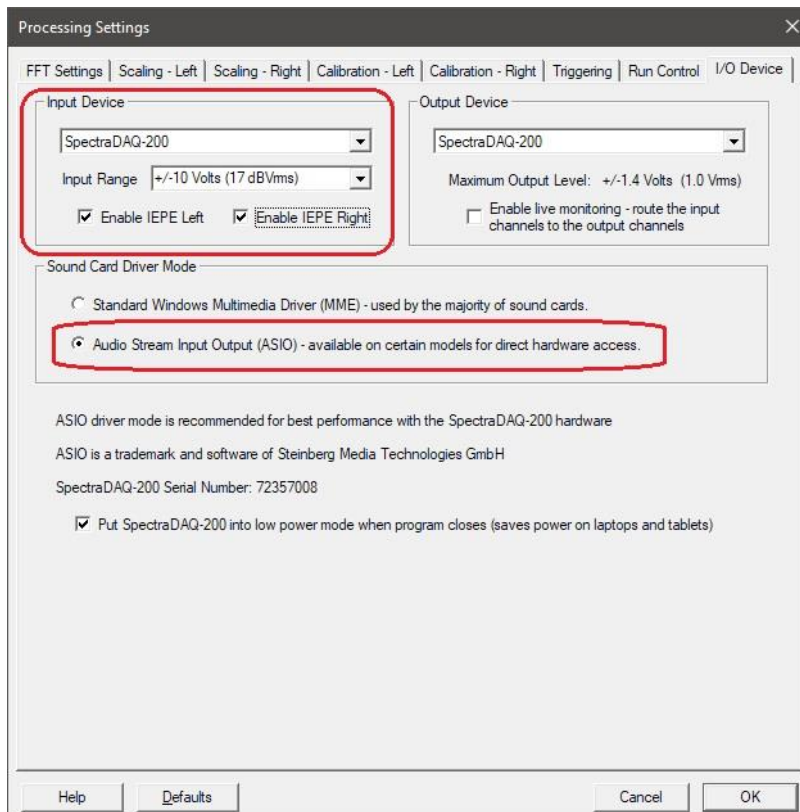 Processing Settings
FFT Settings
Scaling - Left
Scaling - Right
Calibration - Left
Calibration - Right
Triggering
Run Control
I/O Device
Input Device
SpectraDAQ-200
Input Range
+/-10 Volts (17 dBVrms)
Enable IEPE Left
Enable IEPE Right
Output Device
SpectraDAQ-200
Maximum Output Level: +/-1.4 Volts (1.0 Vrms)
Enable live monitoring - route the input
channels to the output channels
Sound Card Driver Mode
Standard Windows Multimedia Driver (MME) - used by the majority of sound cards.
Audio Stream Input Output (ASIO) - available on certain models for direct hardware access.
ASIO driver mode is recommended for best performance with the SpectraDAQ-200 hardware
ASIO is a trademark and software of Steinberg Media Technologies GmbH
SpectraDAQ-200 Serial Number: 72357008
Put SpectraDAQ-200 into low power mode when program closes (saves power on laptops and tablets)
Help
Defaults
Cancel
OK